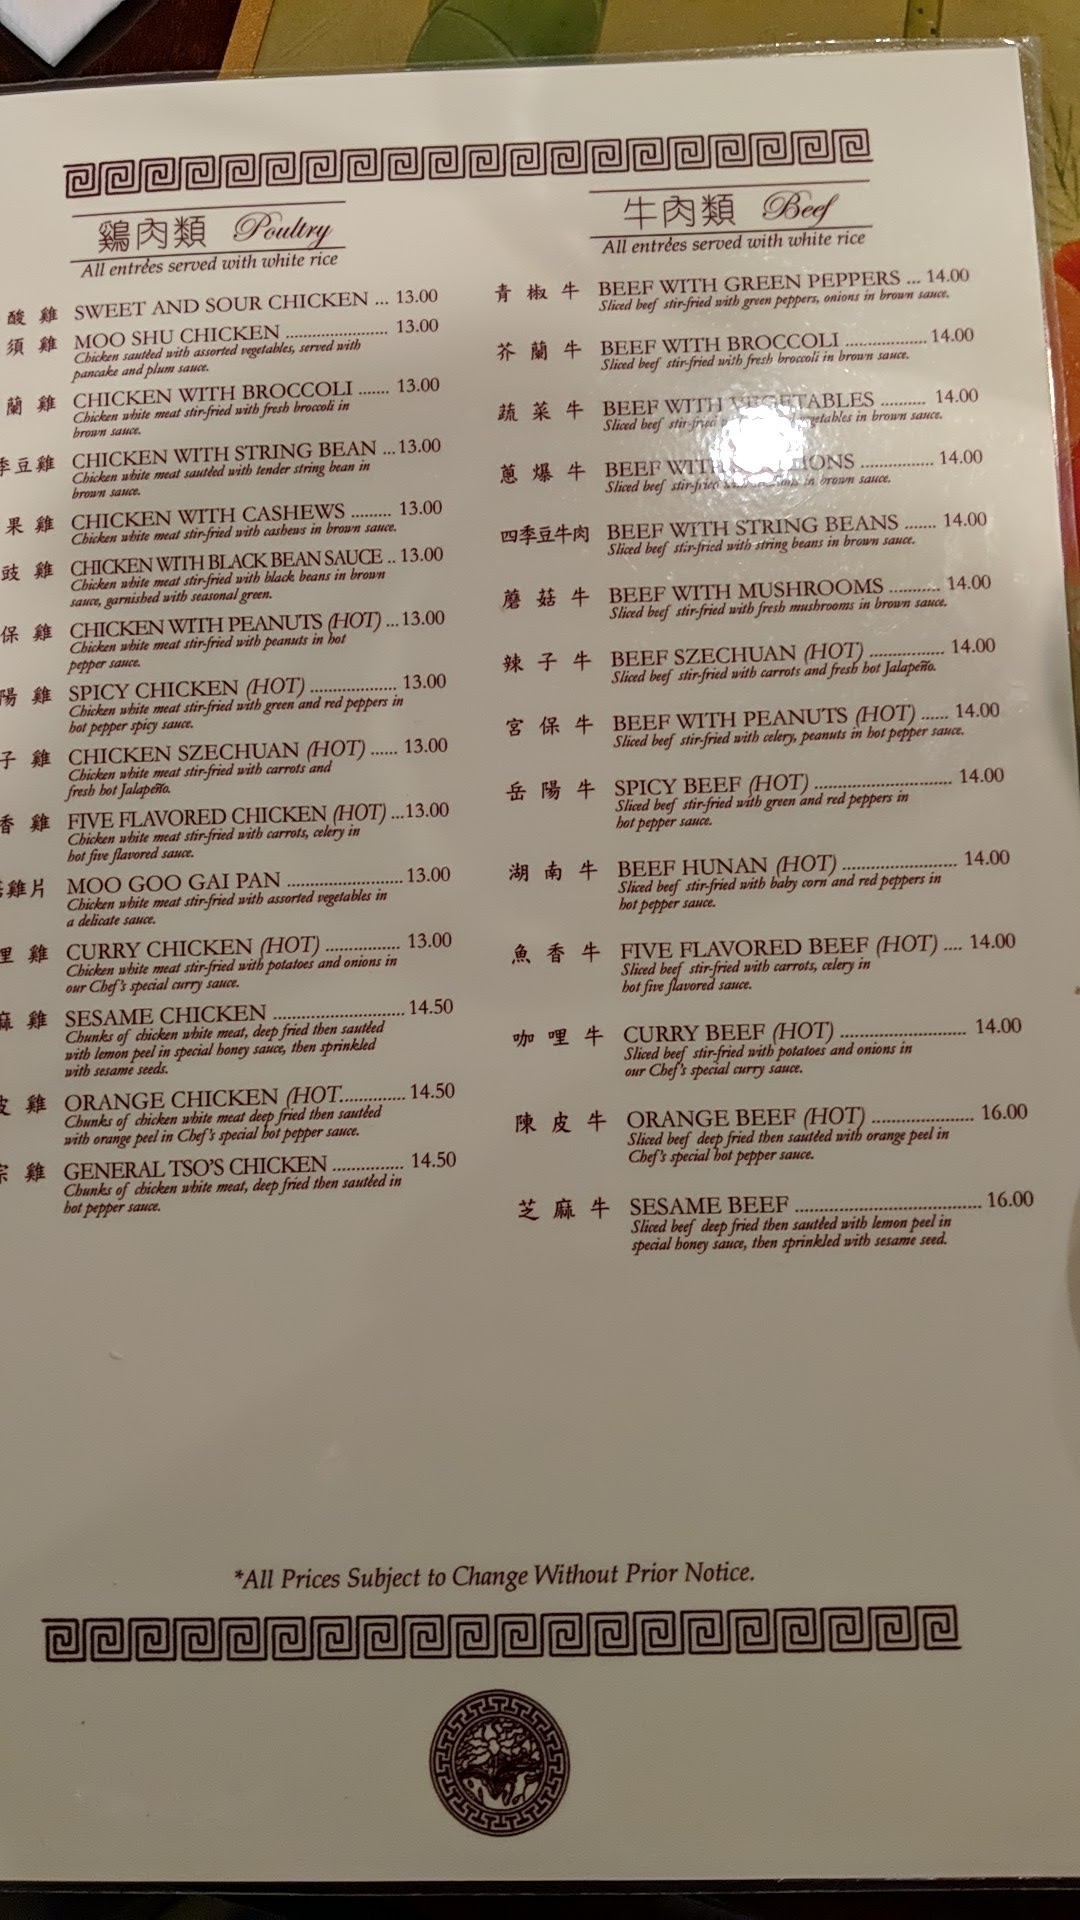 鷄肉類 Poultry
All entrées served with white rice
酸 雞 SWEET AND SOUR CHICKEN ... 13.00
須 雞 MOO SHU CHICKEN ........................ 13.00
Chicken sautéed with assorted vegetables, served with
pancake and plum sauce.
蘭 雞 CHICKEN WITH BROCCOLI ....... 13.00
Chicken white meat stir-fried with fresh broccoli in
brown sauce.
季豆雞 CHICKEN WITH STRING BEAN ... 13.00
Chicken white meat sautéed with tender string bean in
brown sauce.
果 雞 CHICKEN WITH CASHEWS ......... 13.00
Chicken white meat stir-fried with cashews in brown sauce.
豉 雞 CHICKEN WITH BLACK BEAN SAUCE .. 13.00
Chicken white meat stir-fried with black beans in brown
sauce, garnished with seasonal green.
保 雞 CHICKEN WITH PEANUTS (HOT) ... 13.00
Chicken white meat stir-fried with peanuts in hot
pepper sauce.
陽 雞 SPICY CHICKEN (HOT) .................... 13.00
Chicken white meat stir-fried with green and red peppers in
hot pepper spicy sauce.
子 雞 CHICKEN SZECHUAN (HOT) ...... 13.00
Chicken white meat stir-fried with carrots and
fresh hot Jalapeño.
香 雞 FIVE FLAVORED CHICKEN (HOT) ... 13.00
Chicken white meat stir-fried with carrots, celery in
hot five flavored sauce.
雞片 MOO GOO GAI PAN ........................... 13.00
Chicken white meat stir-fried with assorted vegetables in
a delicate sauce.
哩 雞 CURRY CHICKEN (HOT) ................. 13.00
Chicken white meat stir-fried with potatoes and onions in
our Chef's special curry sauce.
麻 雞 SESAME CHICKEN .............................. 14.50
Chunks of chicken white meat, deep fried then sautéed
with lemon peel in special honey sauce, then sprinkled
with sesame seeds.
皮 雞 ORANGE CHICKEN (HOT............... 14.50
Chunks of chicken white meat deep fried then sautéed
with orange peel in Chef's special hot pepper sauce.
宗 雞 GENERAL TSO'S CHICKEN ................. 14.50
Chunks of chicken white meat, deep fried then sautéed in
hot pepper sauce.
牛肉類 Beef
All entrées served with white rice
青 椒 牛 BEEF WITH GREEN PEPPERS ... 14.00
Sliced beef stir-fried with green peppers, onions in brown sauce.
芥 蘭 牛 BEEF WITH BROCCOLI ................... 14.00
Sliced beef stir-fried with fresh broccoli in brown sauce.
蔬 菜 牛 BEEF WITH VEGETABLES .......... 14.00
Sliced beef stir-fried vegetables in brown sauce.
蔥 爆 牛 BEEF WITH ................. 14.00
Sliced beef stir-fried in brown sauce.
四季豆牛肉 BEEF WITH STRING BEANS ....... 14.00
Sliced beef stir-fried with string beans in brown sauce.
蘑 菇 牛 BEEF WITH MUSHROOMS ............ 14.00
Sliced beef stir-fried with fresh mushrooms in brown sauce.
辣 子 牛 BEEF SZECHUAN (HOT) ................. 14.00
Sliced beef stir-fried with carrots and fresh hot Jalapeño.
宮 保 牛 BEEF WITH PEANUTS (HOT) ...... 14.00
Sliced beef stir-fried with celery, peanuts in hot pepper sauce.
岳 陽 牛 SPICY BEEF (HOT) ................................ 14.00
Sliced beef stir-fried with green and red peppers in
hot pepper sauce.
湖 南 牛 BEEF HUNAN (HOT) .......................... 14.00
Sliced beef stir-fried with baby corn and red peppers in
hot pepper sauce.
魚 香 牛 FIVE FLAVORED BEEF (HOT) .... 14.00
Sliced beef stir-fried with carrots, celery in
hot five flavored sauce.
咖 哩 牛 CURRY BEEF (HOT) ............................. 14.00
Sliced beef stir-fried with potatoes and onions in
our Chef's special curry sauce.
陳 皮 牛 ORANGE BEEF (HOT) ....................... 16.00
Sliced beef deep fried then sautéed with orange peel in
Chef's special hot pepper sauce.
芝 麻 牛 SESAME BEEF ........................................... 16.00
Sliced beef deep fried then sautéed with lemon peel in
special honey sauce, then sprinkled with sesame seed.
*All Prices Subject to Change Without Prior Notice.